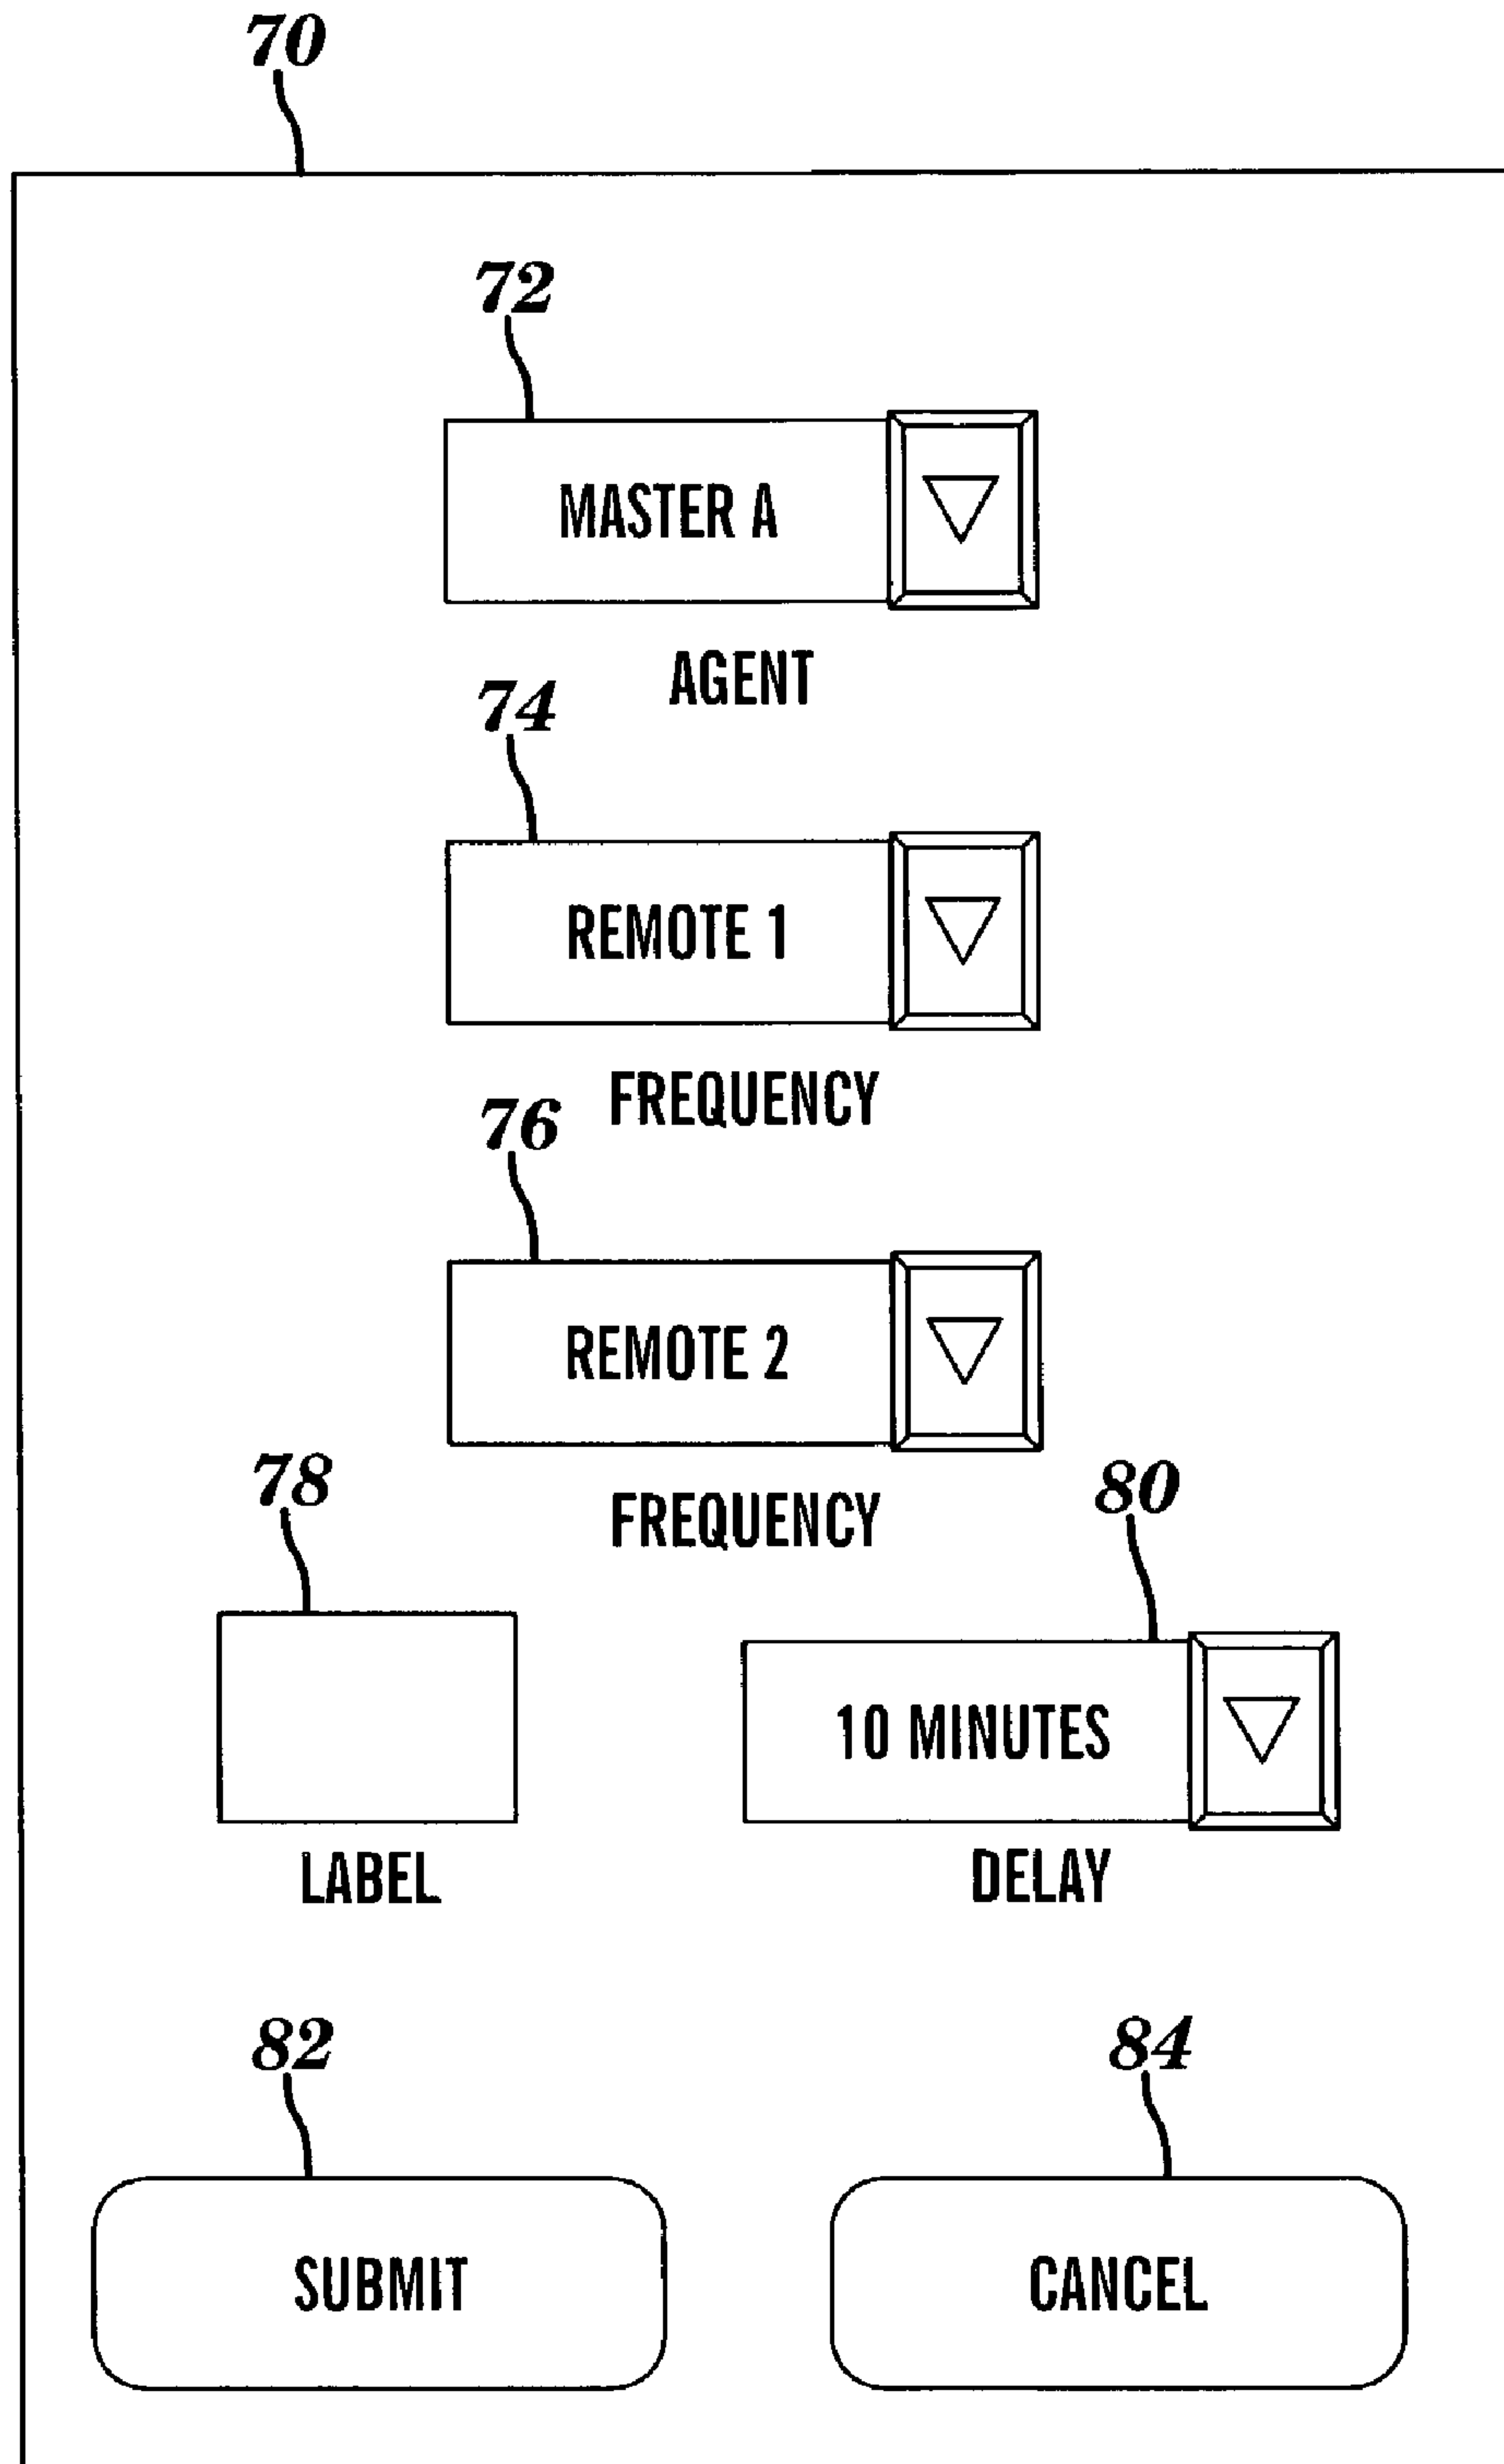 70
72
MASTER A
AGENT
74
REMOTE 1
FREQUENCY
76
REMOTE 2
FREQUENCY
78
80
10 MINUTES
LABEL
DELAY
82
84
SUBMIT
CANCEL